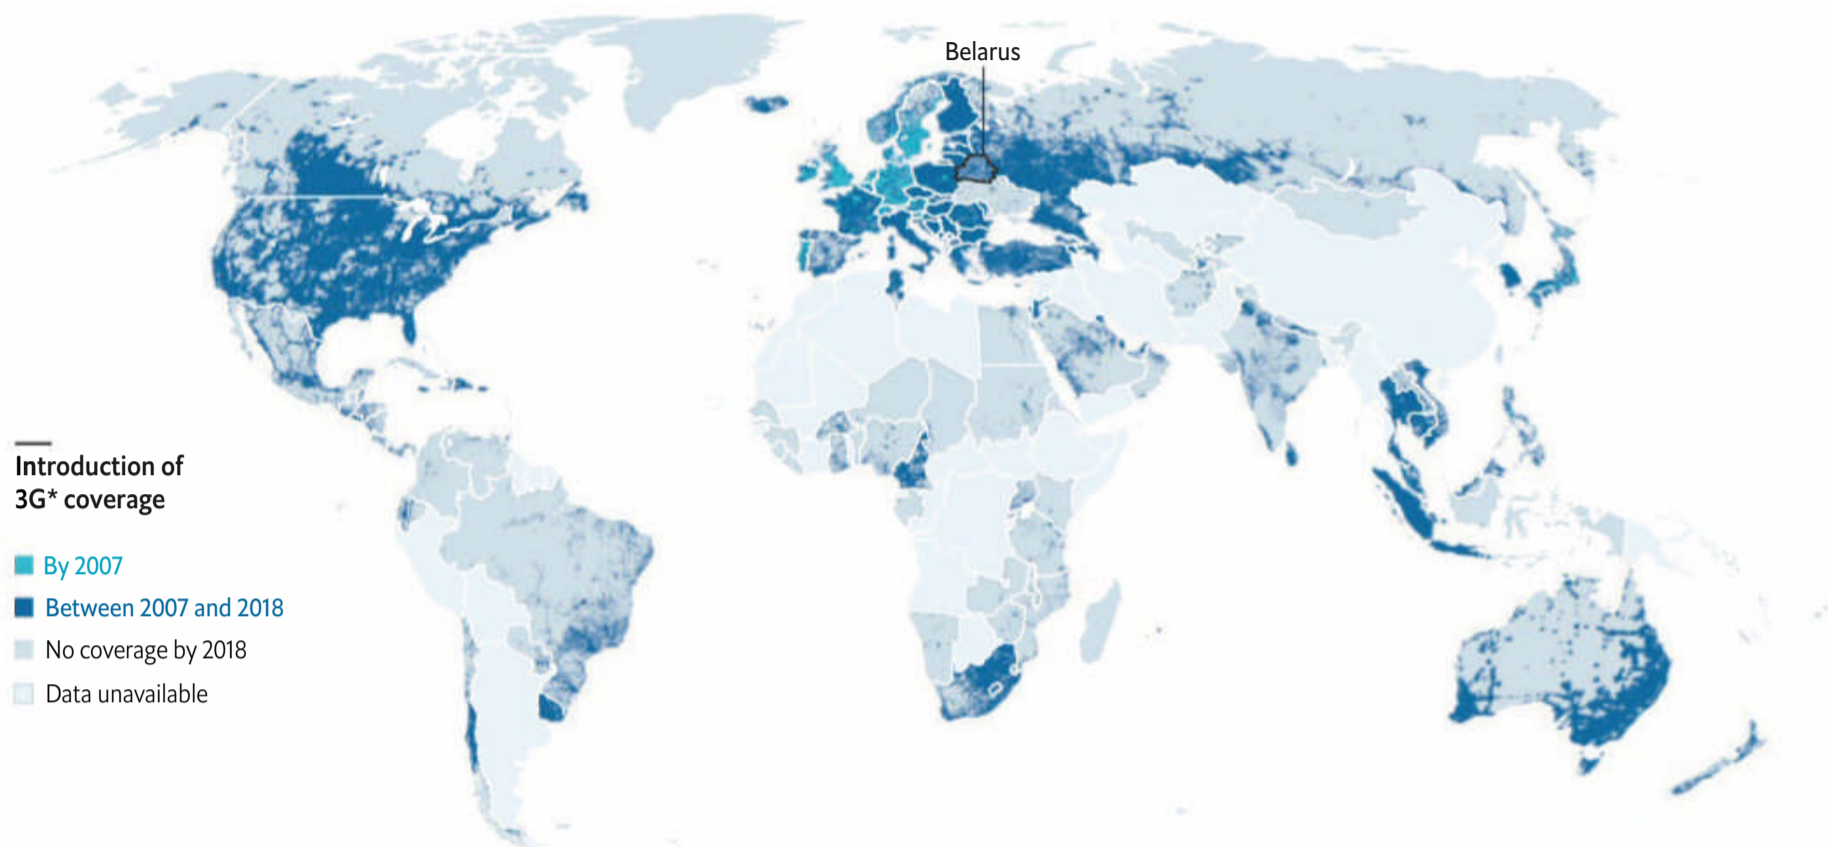 Belarus
Introduction of
3G* coverage
By 2007
Between 2007 and 2018
No coverage by 2018
Data unavailable